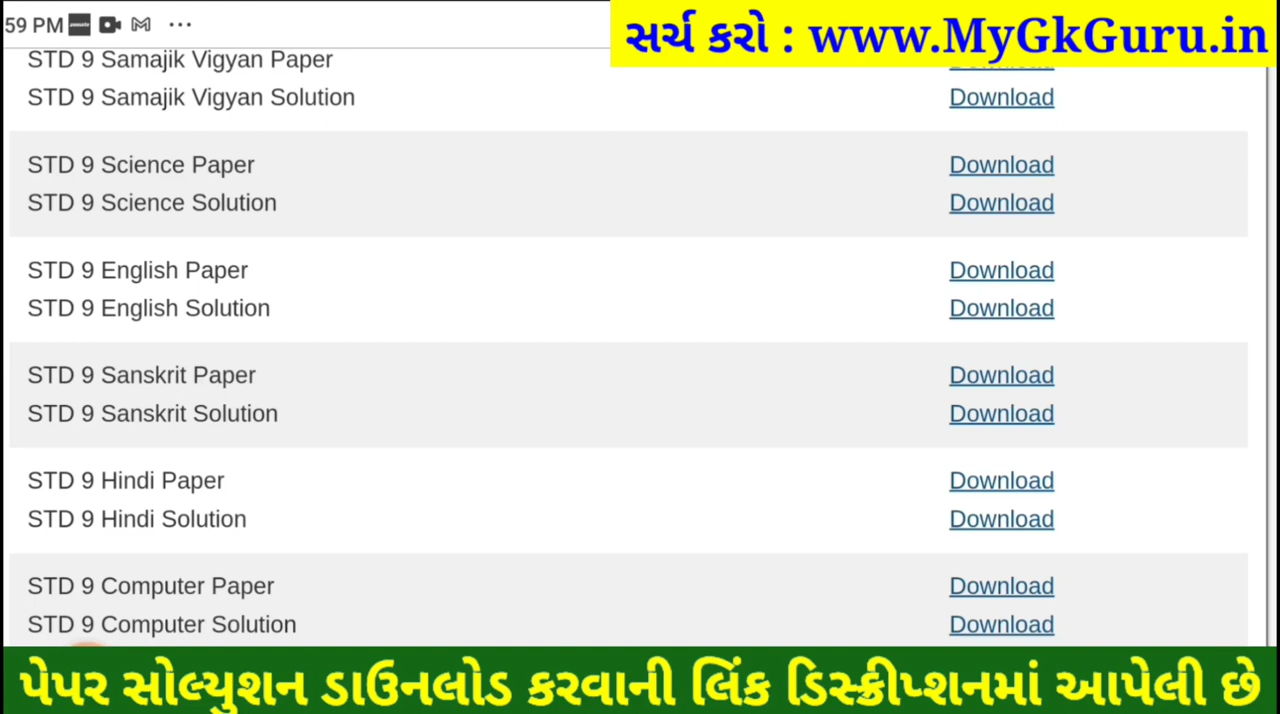 59 PM
સર્ચ કરો : www.MyGkGuru.in
STD 9 Samajik Vigyan Paper
STD 9 Samajik Vigyan Solution Download
STD 9 Science Paper Download
STD 9 Science Solution Download
STD 9 English Paper Download
STD 9 English Solution Download
STD 9 Sanskrit Paper Download
STD 9 Sanskrit Solution Download
STD 9 Hindi Paper Download
STD 9 Hindi Solution Download
STD 9 Computer Paper Download
STD 9 Computer Solution Download
પેપર સોલ્યુશન ડાઉનલોડ કરવાની લિંક ડિસ્ક્રીપ્શનમાં આપેલી છે